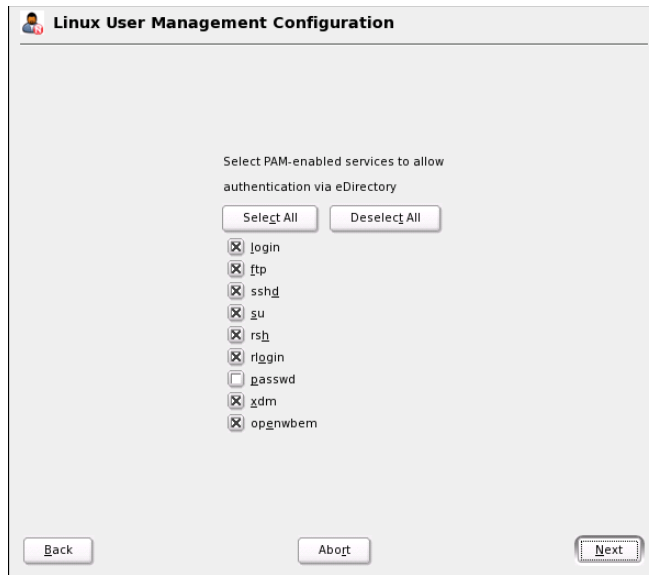 Linux User Management Configuration
Select PAM-enabled services to allow
authentication via eDirectory
Select All Deselect All
login
ftp
sshd
su
rsh
rlogin
passwd
xdm
openwbem
Back Abort Next